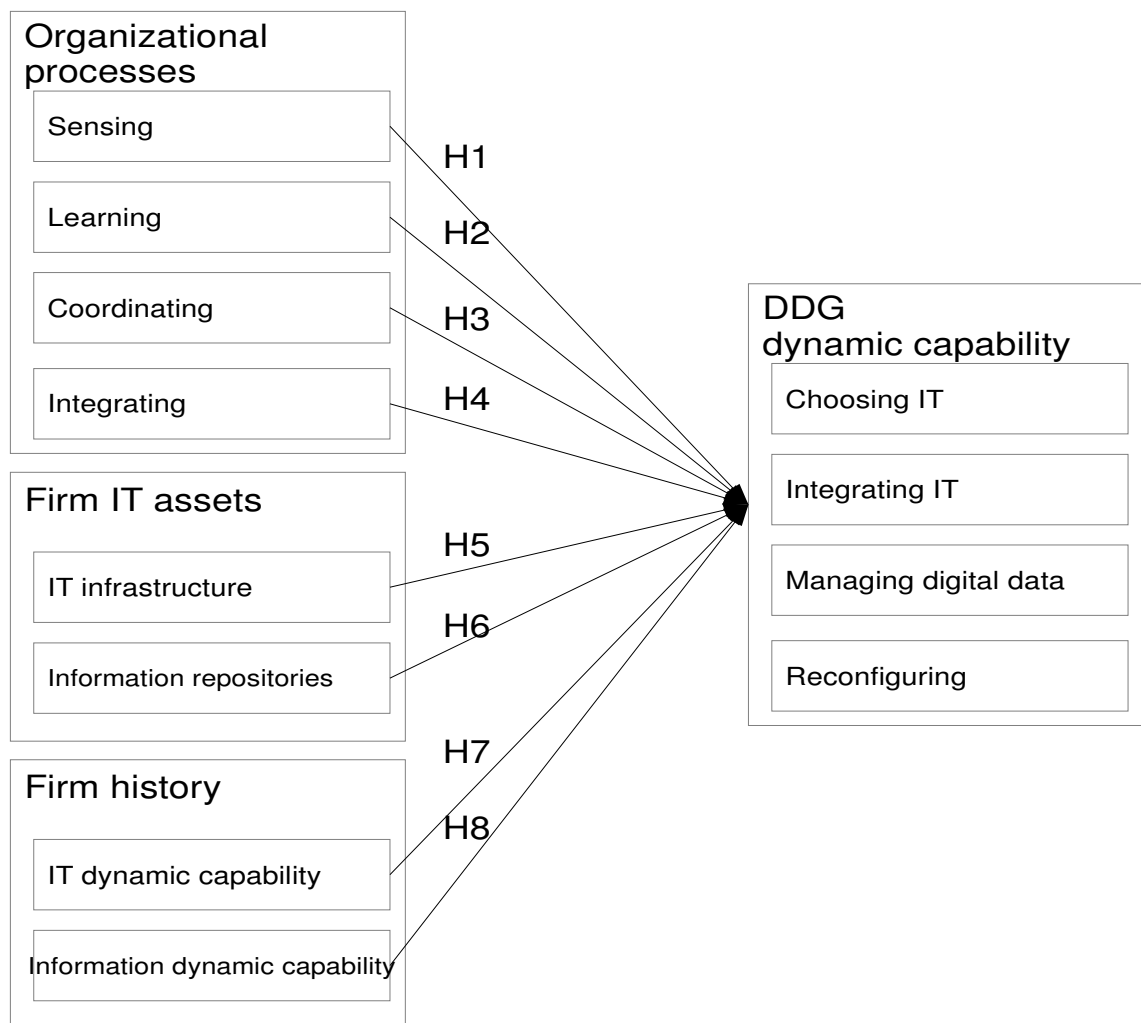 Organizational
processes
Sensing
Learning
Coordinating
Integrating
Firm IT assets
IT infrastructure
Information repositories
Firm history
IT dynamic capability
Information dynamic capability
H1
H2
H3
H4
H5
H6
H7
H8
DDG
dynamic capability
Choosing IT
Integrating IT
Managing digital data
Reconfiguring